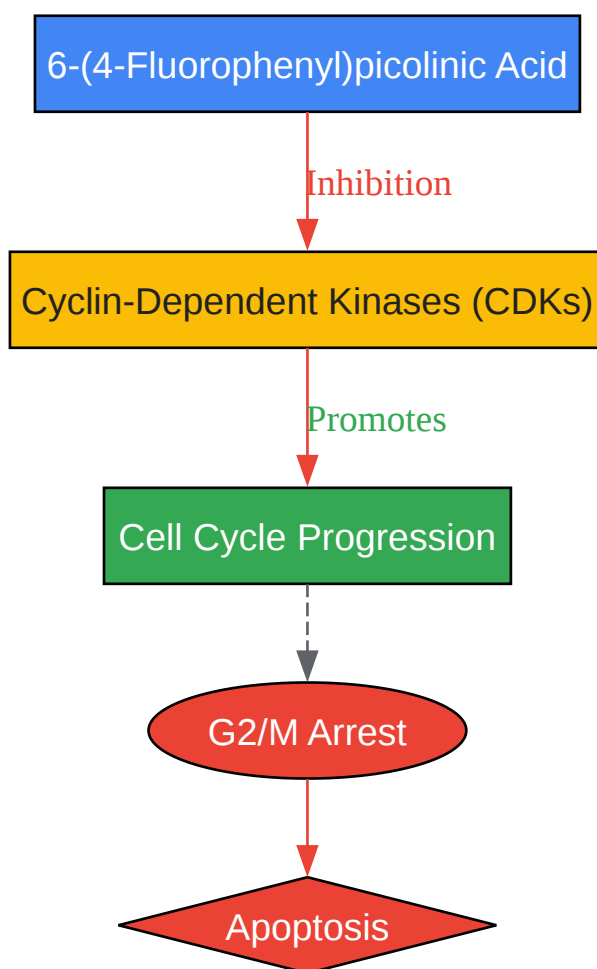 6-(4-Fluorophenyl)picolinic Acid
Inhibition
Cyclin-Dependent Kinases (CDKs)
Promotes
Cell Cycle Progression
G2/M Arrest
Apoptosis